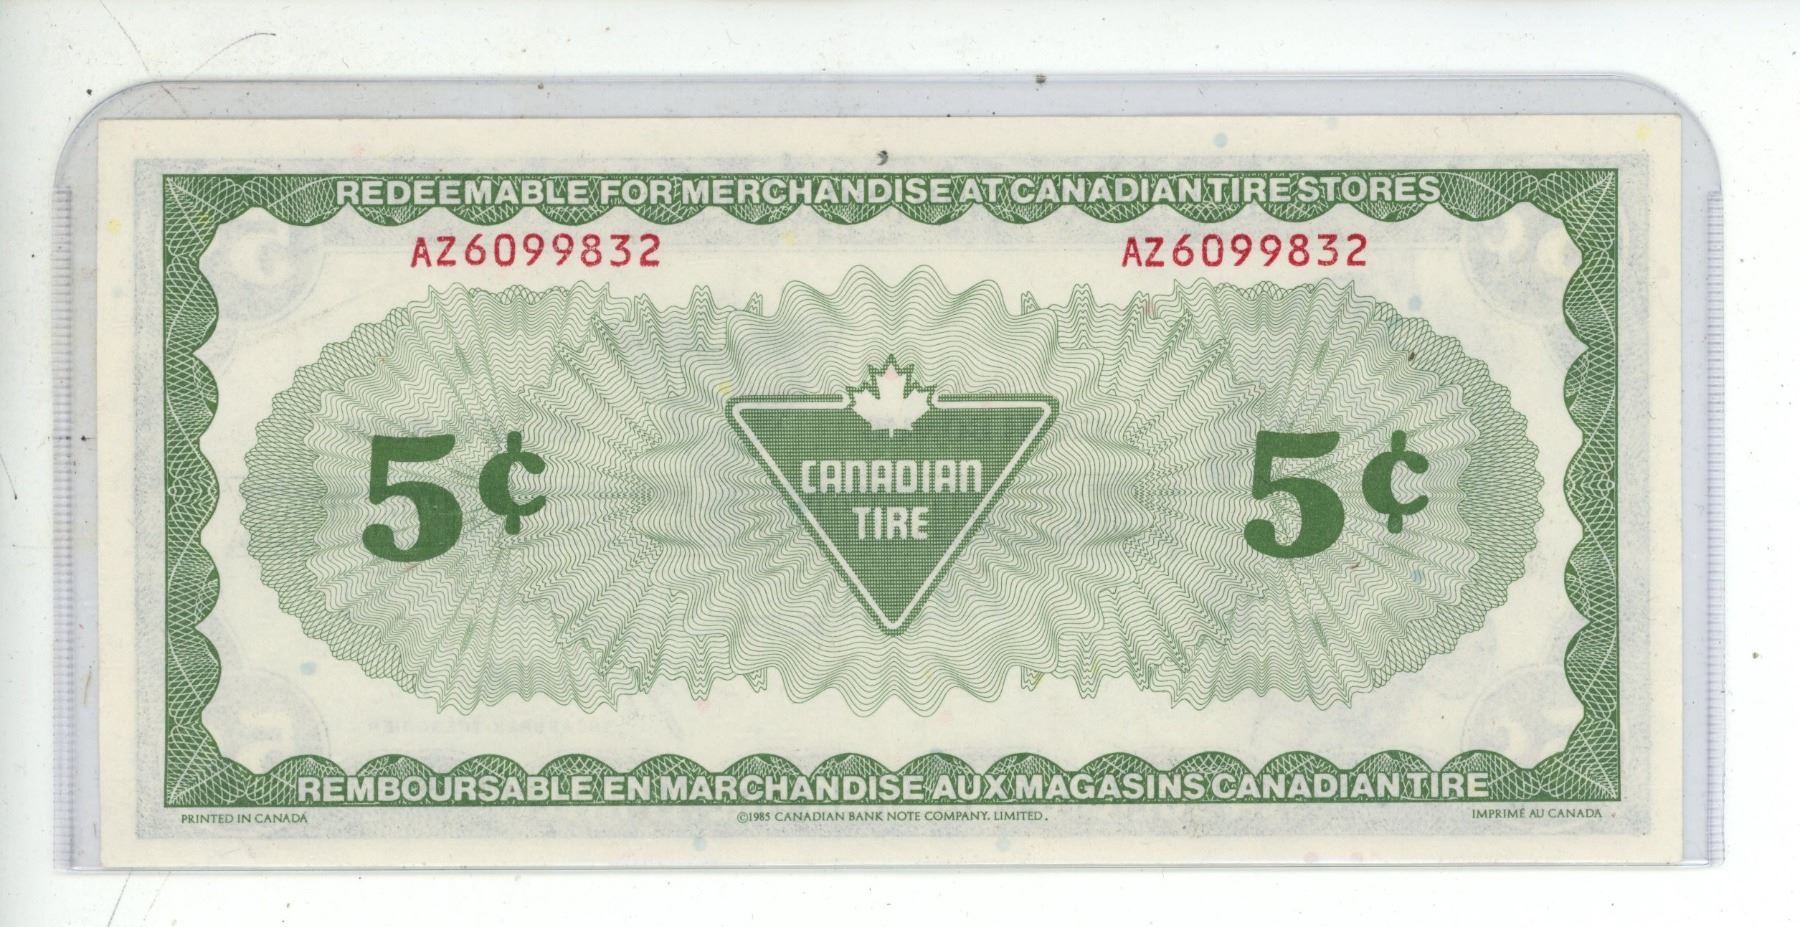 REDEEMABLE FOR MERCHANDISE AT CANADIAN TIRE STORES
AZ6099832 AZ6099832
5¢ CANADIAN TIRE 5¢
REMBOURSABLE EN MARCHANDISE AUX MAGASINS CANADIAN TIRE
PRINTED IN CANADA ©1985 CANADIAN BANK NOTE COMPANY, LIMITED. IMPRIMÉ AU CANADA